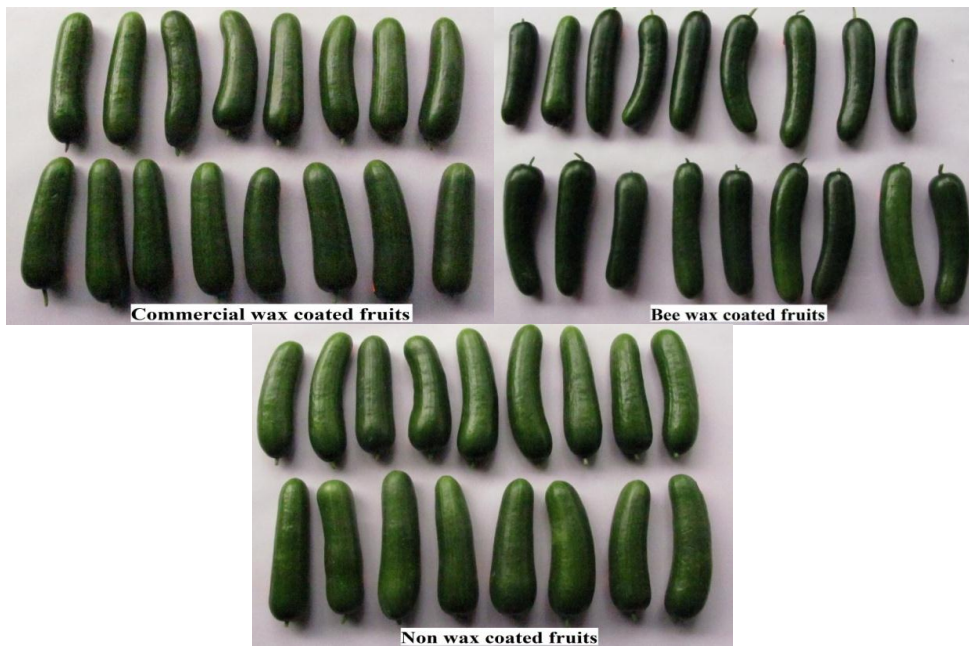 Commercial wax coated fruits
Bee wax coated fruits
Non wax coated fruits